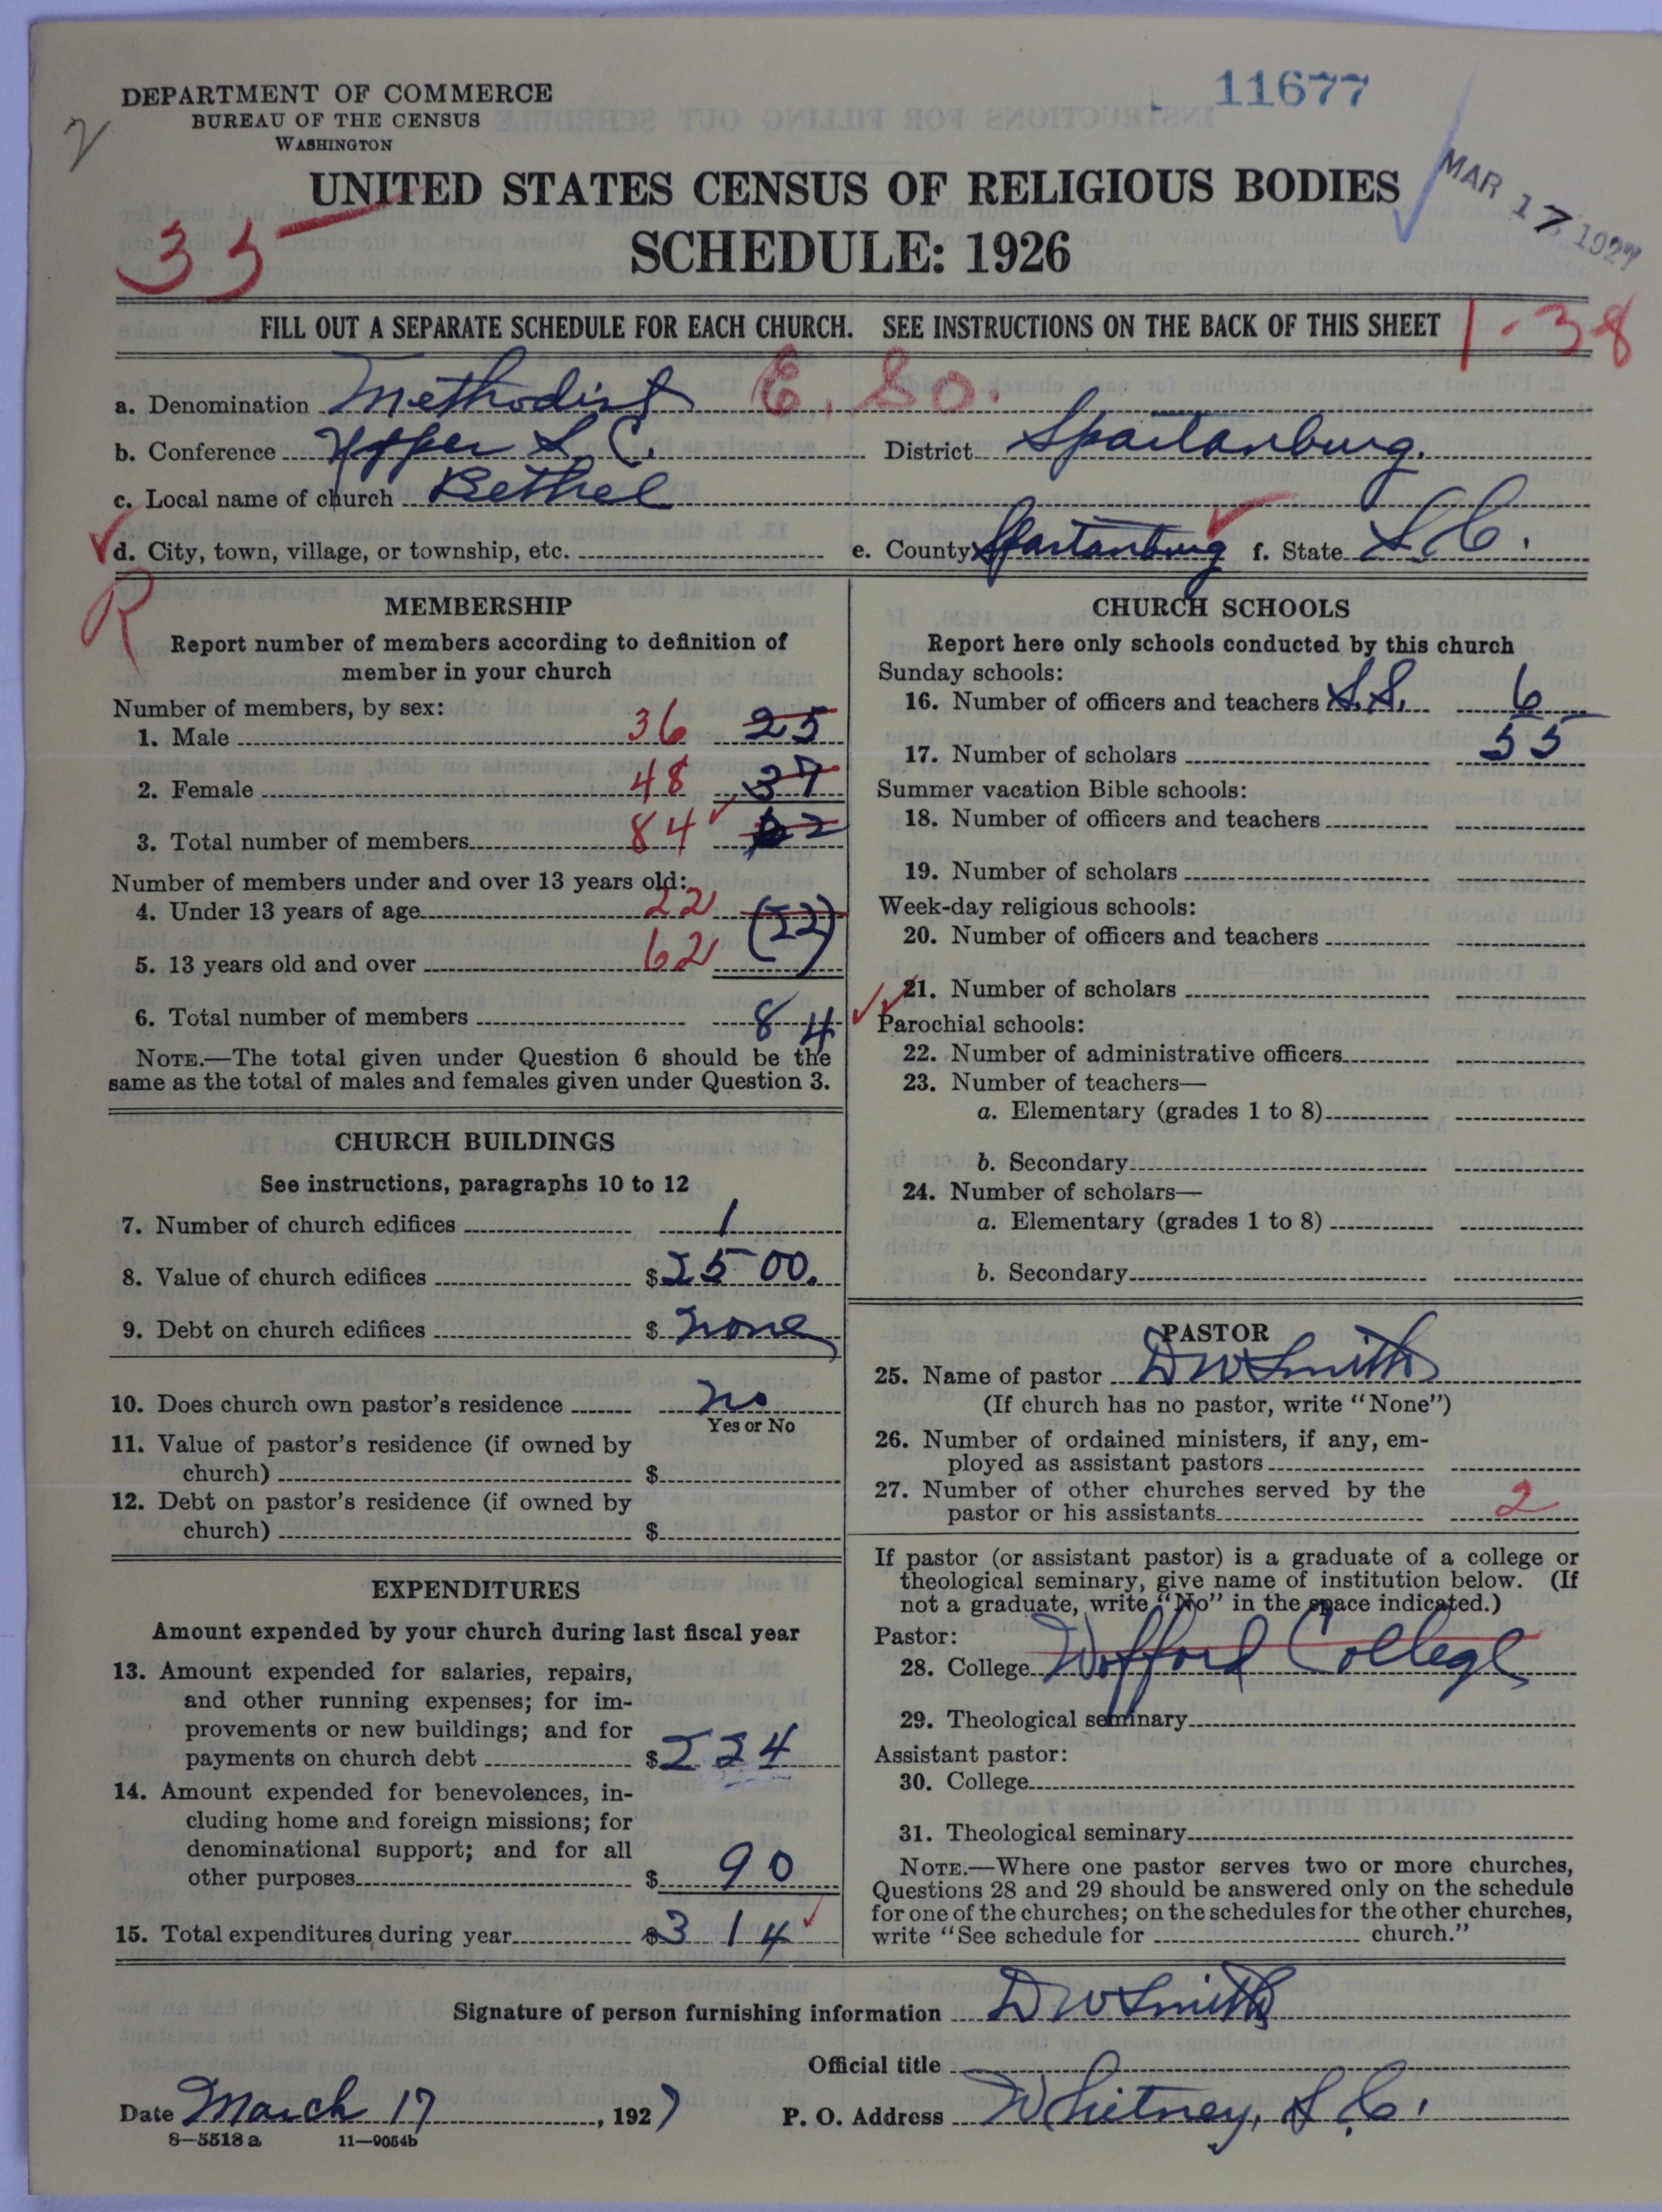 11677
DEPARTMENT OF COMMERCE
BUREAU OF THE CENSUS
WASHINGTON
UNITED STATES CENSUS OF RELIGIOUS BODIES
MAR 17 1927
35
SCHEDULE: 1926
FILL OUT A SEPARATE SCHEDULE FOR EACH CHURCH. SEE INSTRUCTIONS ON THE BACK OF THIS SHEET 1-38
a. Denomination Methodist E. So.
b. Conference Upper S. C. District Spartanburg.
c. Local name of church Bethel
d. City, town, village, or township, etc. e. County Spartanburg f. State S.C.
R
MEMBERSHIP
Report number of members according to definition of
member in your church
Number of members, by sex:
1. Male 36 25
2. Female 48 37
3. Total number of members 84 62
Number of members under and over 13 years old:
4. Under 13 years of age 22 (22)
5. 13 years old and over 62
6. Total number of members 84
NOTE.—The total given under Question 6 should be the
same as the total of males and females given under Question 3.
CHURCH BUILDINGS
See instructions, paragraphs 10 to 12
7. Number of church edifices 1
8. Value of church edifices $2500.
9. Debt on church edifices $ none
10. Does church own pastor's residence no
Yes or No
11. Value of pastor's residence (if owned by
church) $
12. Debt on pastor's residence (if owned by
church) $
EXPENDITURES
Amount expended by your church during last fiscal year
13. Amount expended for salaries, repairs,
and other running expenses; for im-
provements or new buildings; and for
payments on church debt $224
14. Amount expended for benevolences, in-
cluding home and foreign missions; for
denominational support; and for all
other purposes $ 90
15. Total expenditures during year $314
CHURCH SCHOOLS
Report here only schools conducted by this church
Sunday schools:
16. Number of officers and teachers S.S. 6
17. Number of scholars 55
Summer vacation Bible schools:
18. Number of officers and teachers
19. Number of scholars
Week-day religious schools:
20. Number of officers and teachers
21. Number of scholars
Parochial schools:
22. Number of administrative officers
23. Number of teachers—
a. Elementary (grades 1 to 8)
b. Secondary
24. Number of scholars—
a. Elementary (grades 1 to 8)
b. Secondary
PASTOR
25. Name of pastor D W Smith
(If church has no pastor, write "None")
26. Number of ordained ministers, if any, em-
ployed as assistant pastors
27. Number of other churches served by the
pastor or his assistants 2
If pastor (or assistant pastor) is a graduate of a college or
theological seminary, give name of institution below. (If
not a graduate, write "No" in the space indicated.)
Pastor:
28. College Wofford College
29. Theological seminary
Assistant pastor:
30. College
31. Theological seminary
NOTE.—Where one pastor serves two or more churches,
Questions 28 and 29 should be answered only on the schedule
for one of the churches; on the schedules for the other churches,
write "See schedule for church."
Signature of person furnishing information D W Smith
Official title
Date March 17, 1927 P. O. Address Whitney, S.C.
8—5518 a 11—9054b